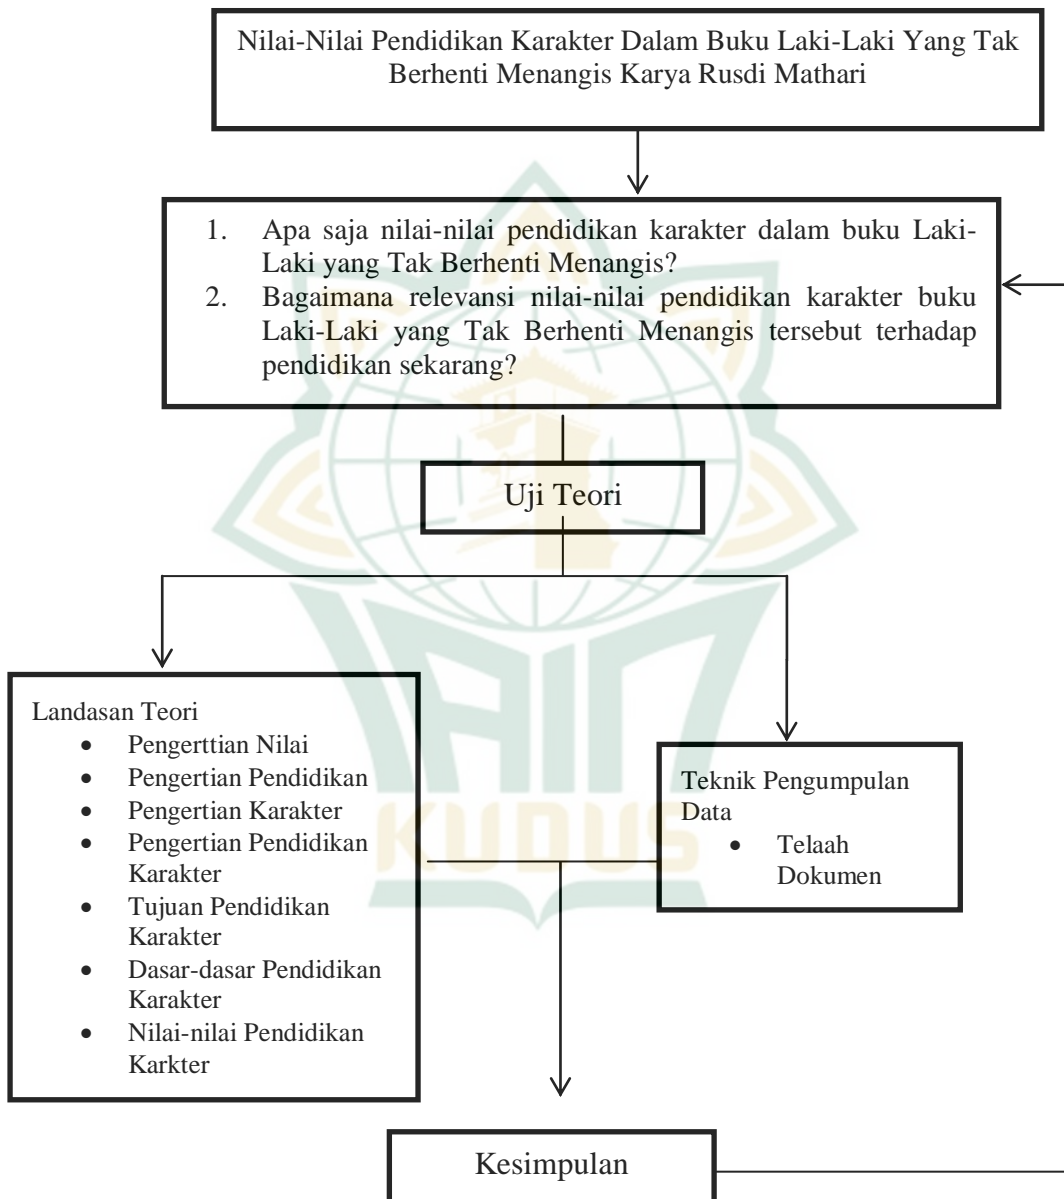 Nilai-Nilai Pendidikan Karakter Dalam Buku Laki-Laki Yang Tak
Berhenti Menangis Karya Rusdi Mathari
1. Apa saja nilai-nilai pendidikan karakter dalam buku Laki-
Laki yang Tak Berhenti Menangis?
2. Bagaimana relevansi nilai-nilai pendidikan karakter buku
Laki-Laki yang Tak Berhenti Menangis tersebut terhadap
pendidikan sekarang?
Uji Teori
Landasan Teori
• Pengerttian Nilai
• Pengertian Pendidikan
• Pengertian Karakter
• Pengertian Pendidikan
Karakter
• Tujuan Pendidikan
Karakter
• Dasar-dasar Pendidikan
Karakter
• Nilai-nilai Pendidikan
Karkter
Teknik Pengumpulan
Data
• Telaah
Dokumen
IAIN
KUDUS
Kesimpulan